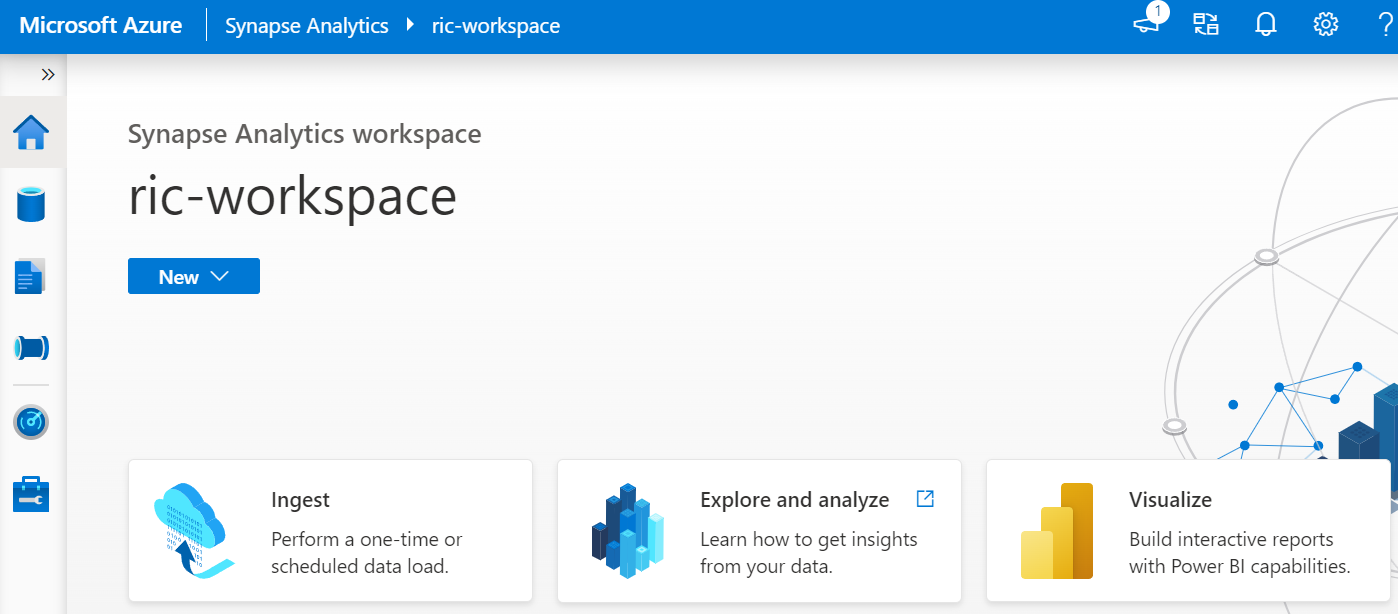 Microsoft Azure Synapse Analytics ric-workspace 1 ?
Synapse Analytics workspace
ric-workspace
New
Ingest
Perform a one-time or
scheduled data load.
Explore and analyze
Learn how to get insights
from your data.
Visualize
Build interactive reports
with Power BI capabilities.